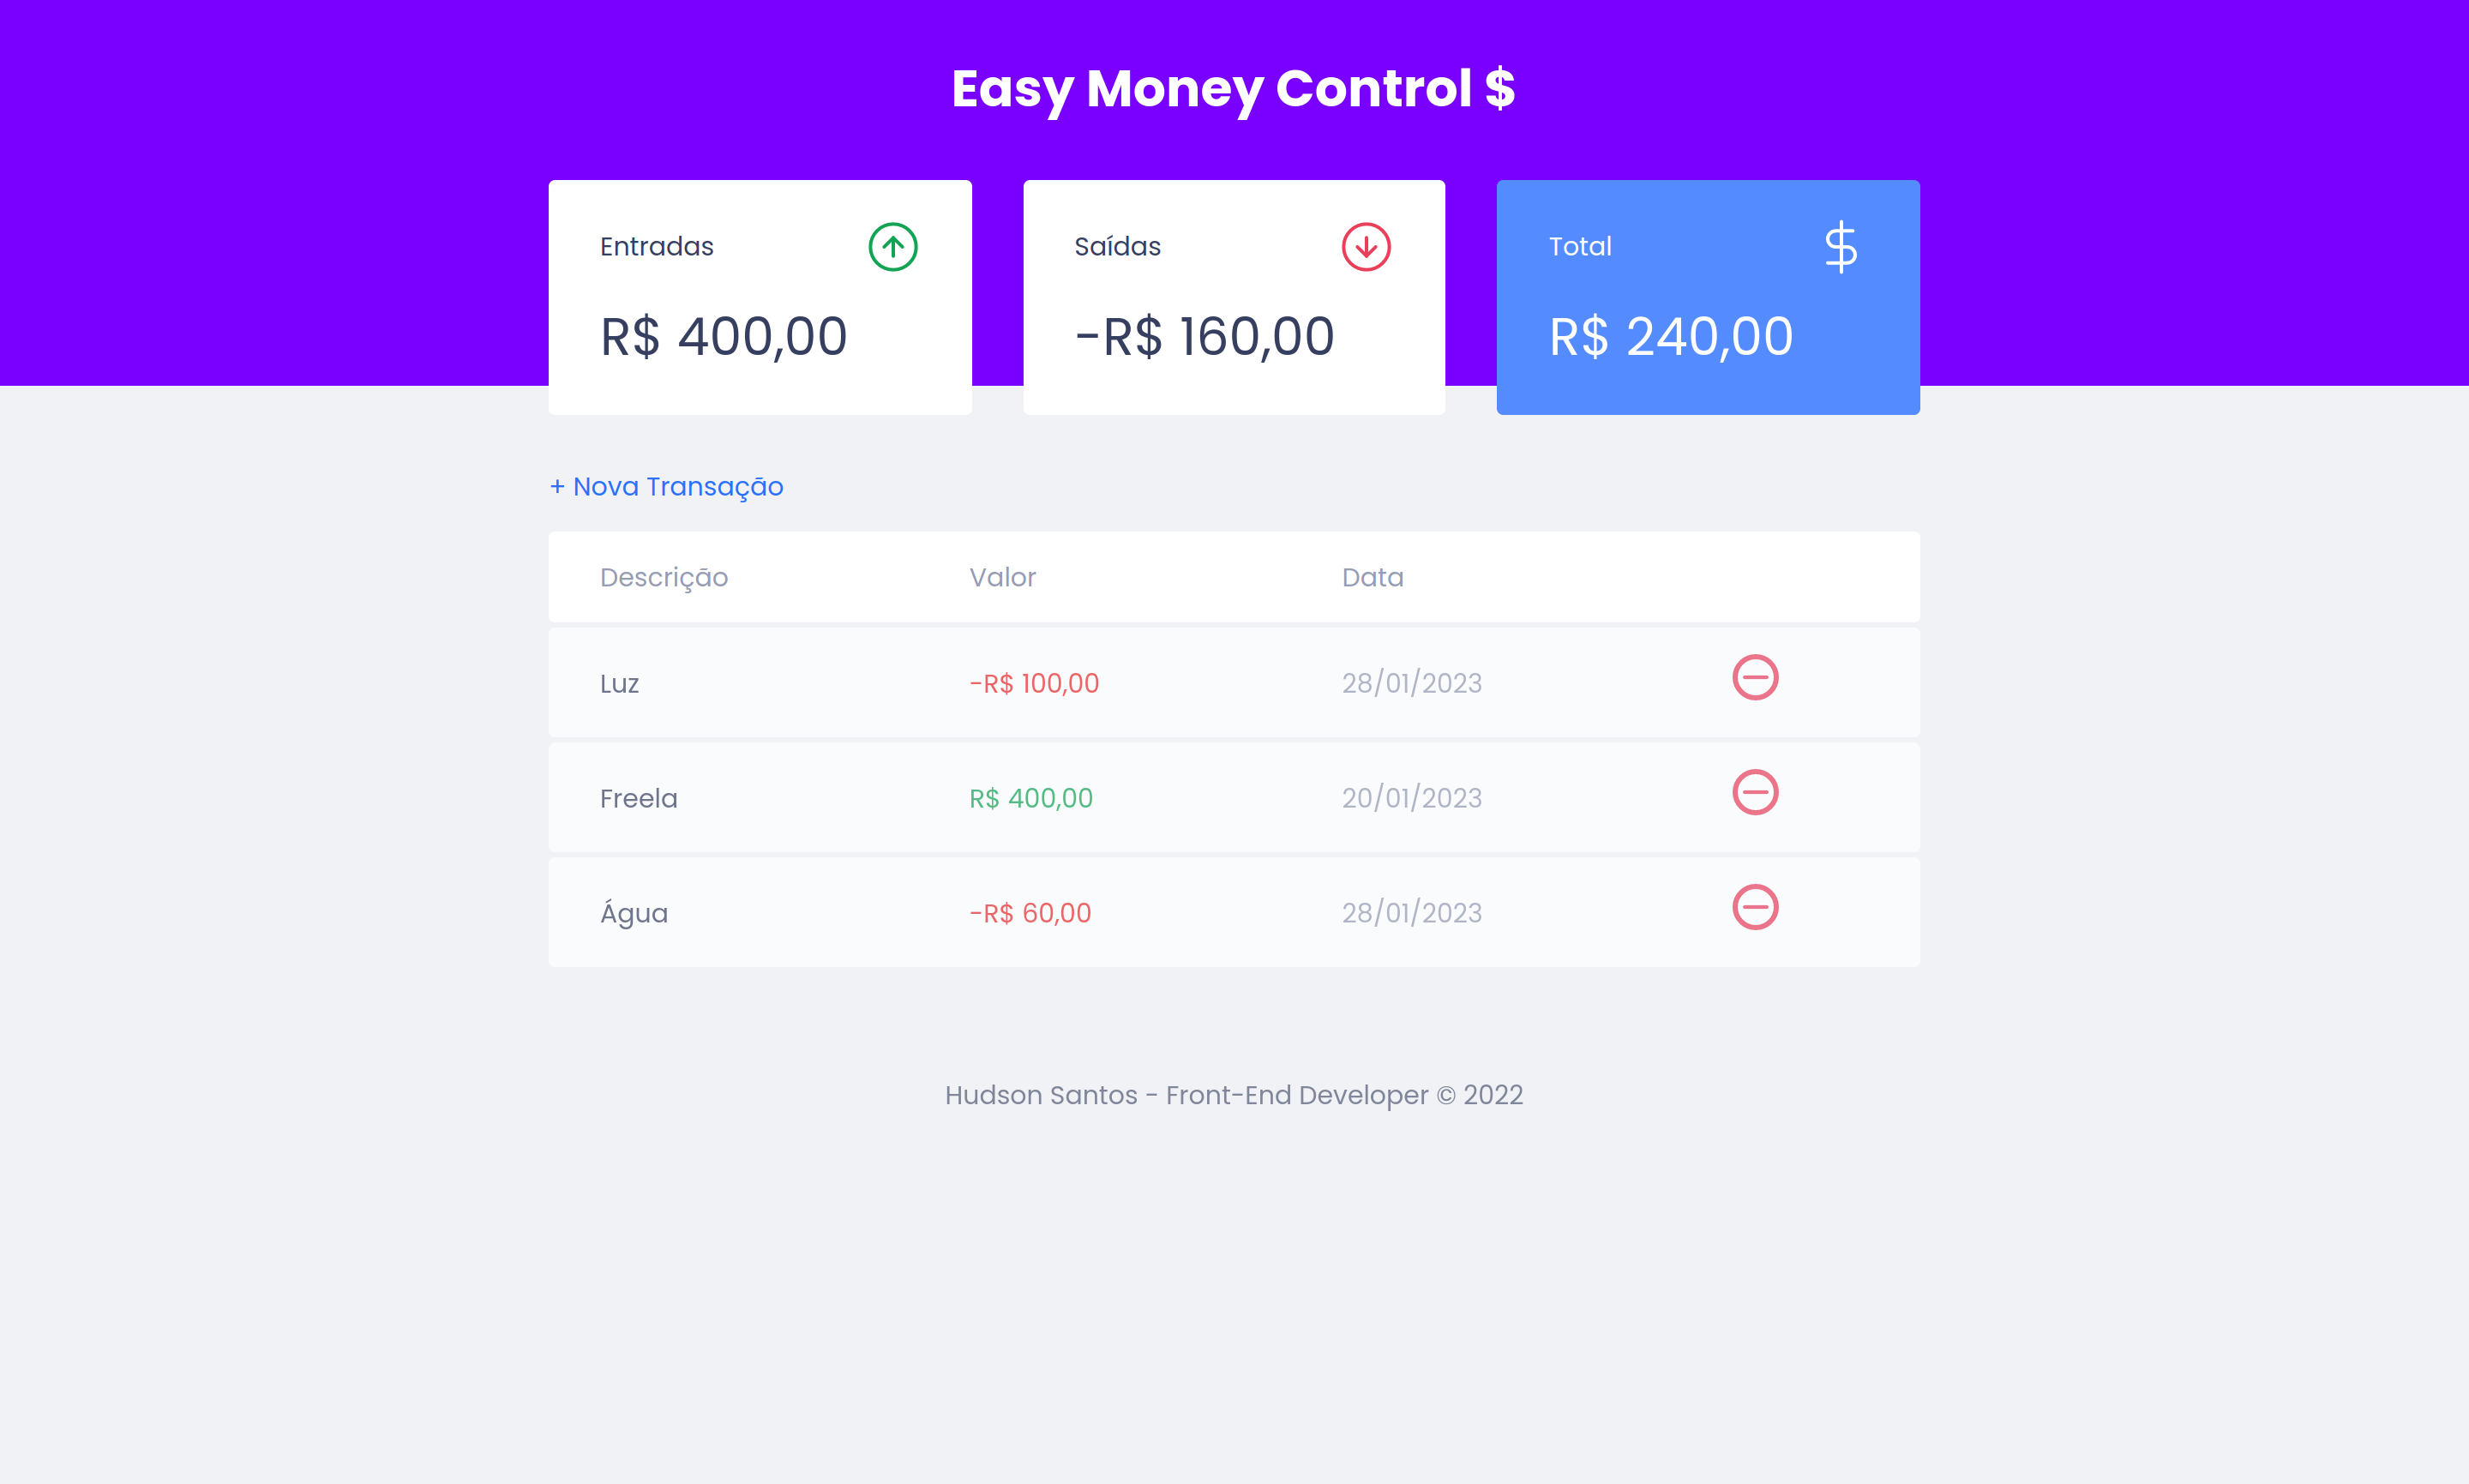 Easy Money Control $
Entradas
R$ 400,00
Saídas
-R$ 160,00
Total
R$ 240,00
+ Nova Transação
Descrição Valor Data
Luz -R$ 100,00 28/01/2023
Freela R$ 400,00 20/01/2023
Água -R$ 60,00 28/01/2023
Hudson Santos - Front-End Developer © 2022